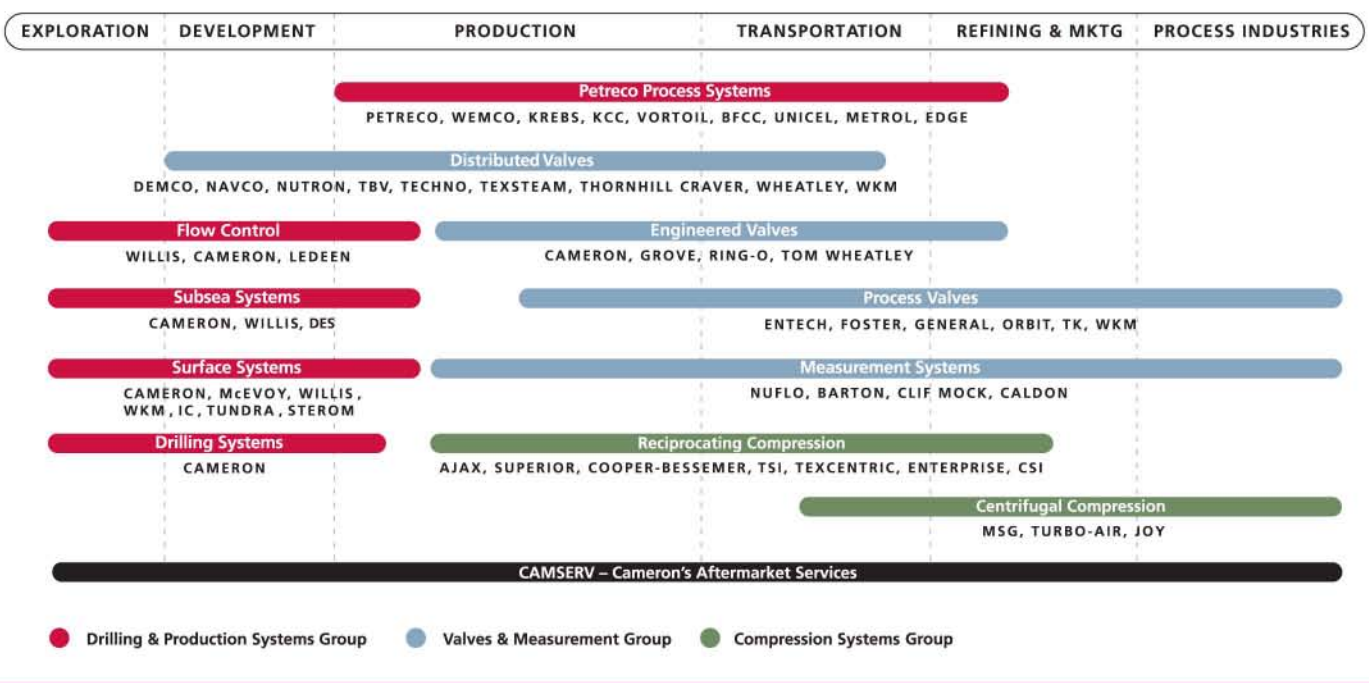 EXPLORATION DEVELOPMENT PRODUCTION TRANSPORTATION REFINING & MKTG PROCESS INDUSTRIES
Petreco Process Systems
PETRECO, WEMCO, KREBS, KCC, VORTOIL, BFCC, UNICEL, METROL, EDGE
Distributed Valves
DEMCO, NAVCO, NUTRON, TBV, TECHNO, TEXSTEAM, THORNHILL CRAVER, WHEATLEY, WKM
Flow Control Engineered Valves
WILLIS, CAMERON, LEDEEN CAMERON, GROVE, RING-O, TOM WHEATLEY
Subsea Systems Process Valves
CAMERON, WILLIS, DES ENTECH, FOSTER, GENERAL, ORBIT, TK, WKM
Surface Systems Measurement Systems
CAMERON, McEVOY, WILLIS, NUFLO, BARTON, CLIF MOCK, CALDON
WKM, IC, TUNDRA, STEROM
Drilling Systems Reciprocating Compression
CAMERON AJAX, SUPERIOR, COOPER-BESSEMER, TSI, TEXCENTRIC, ENTERPRISE, CSI
Centrifugal Compression
MSG, TURBO-AIR, JOY
CAMSERV – Cameron's Aftermarket Services
Drilling & Production Systems Group Valves & Measurement Group Compression Systems Group